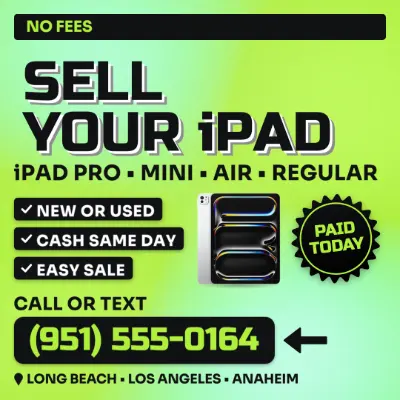 NO FEES
SELL
YOUR iPAD
iPAD PRO ▪ MINI ▪ AIR ▪ REGULAR
NEW OR USED
CASH SAME DAY
EASY SALE
PAID
TODAY
CALL OR TEXT
(951) 555-0164
LONG BEACH ▪ LOS ANGELES ▪ ANAHEIM